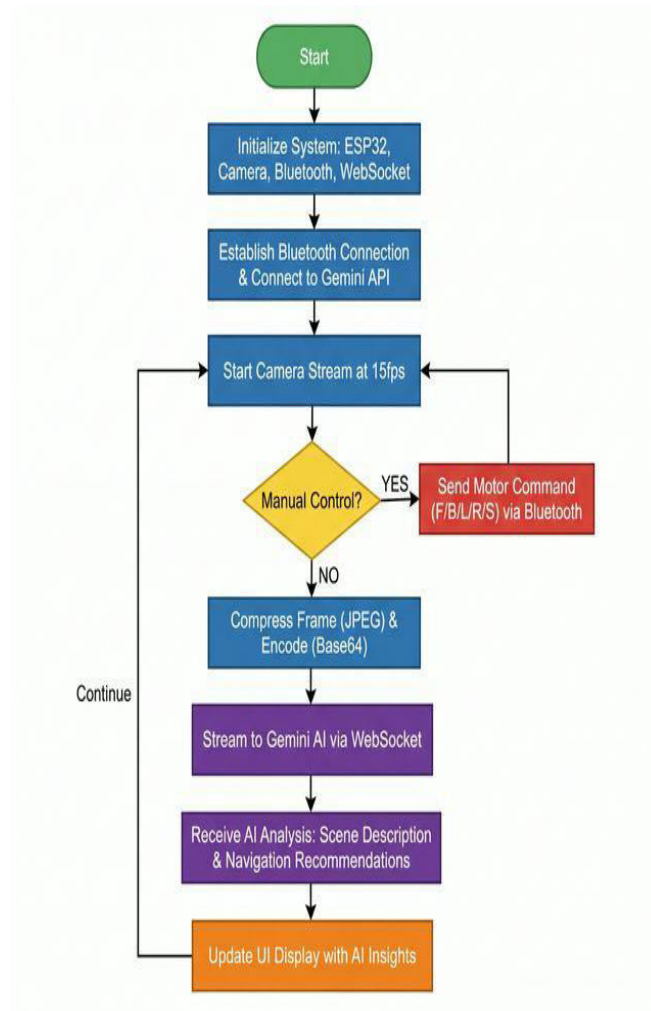 Start
Initialize System: ESP32,
Camera, Bluetooth, WebSocket
Establish Bluetooth Connection
& Connect to Gemini API
Start Camera Stream at 15fps
Manual Control?
YES
Send Motor Command
(F/B/L/R/S) via Bluetooth
NO
Compress Frame (JPEG) &
Encode (Base64)
Continue
Stream to Gemini AI via WebSocket
Receive AI Analysis: Scene Description
& Navigation Recommendations
Update UI Display with AI Insights